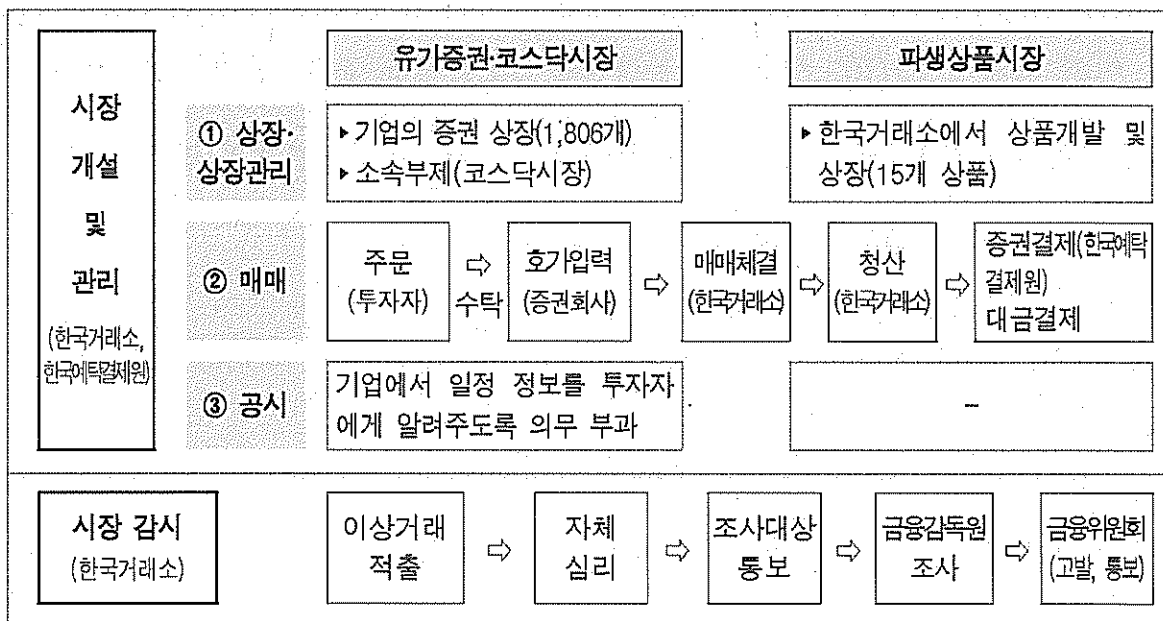 유가증권·코스닥시장
파생상품시장
시장
개설
및
관리
(한국거래소,
한국예탁결제원)
① 상장·
상장관리
▸기업의 증권 상장(1,806개)
▸소속부제(코스닥시장)
▸한국거래소에서 상품개발 및
상장(15개 상품)
② 매매
주문
(투자자)
⇨
수탁
호가입력
(증권회사)
⇨
매매체결
(한국거래소)
⇨
청산
(한국거래소)
⇨
증권결제(한국예탁
결제원)
대금결제
③ 공시
기업에서 일정 정보를 투자자
에게 알려주도록 의무 부과
-
시장 감시
(한국거래소)
이상거래
적출
⇨
자체
심리
⇨
조사대상
통보
⇨
금융감독원
조사
⇨
금융위원회
(고발, 통보)